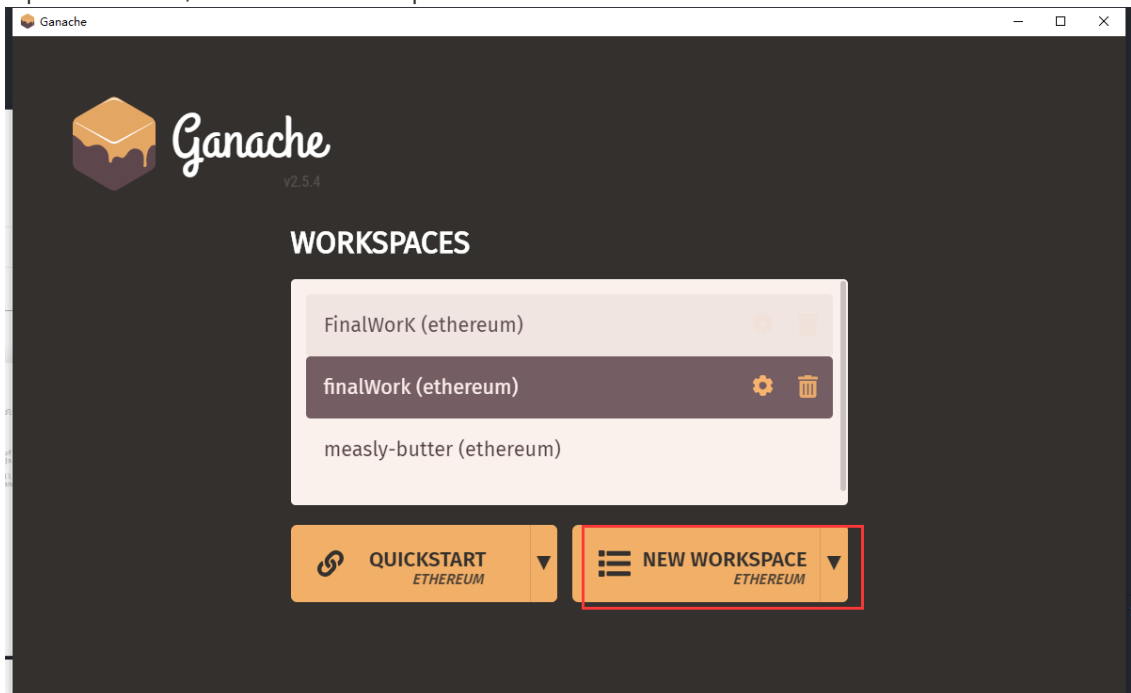 Ganache
Ganache
v2.5.4
WORKSPACES
FinalWorK (ethereum)
finalWork (ethereum)
measly-butter (ethereum)
QUICKSTART
ETHEREUM
NEW WORKSPACE
ETHEREUM